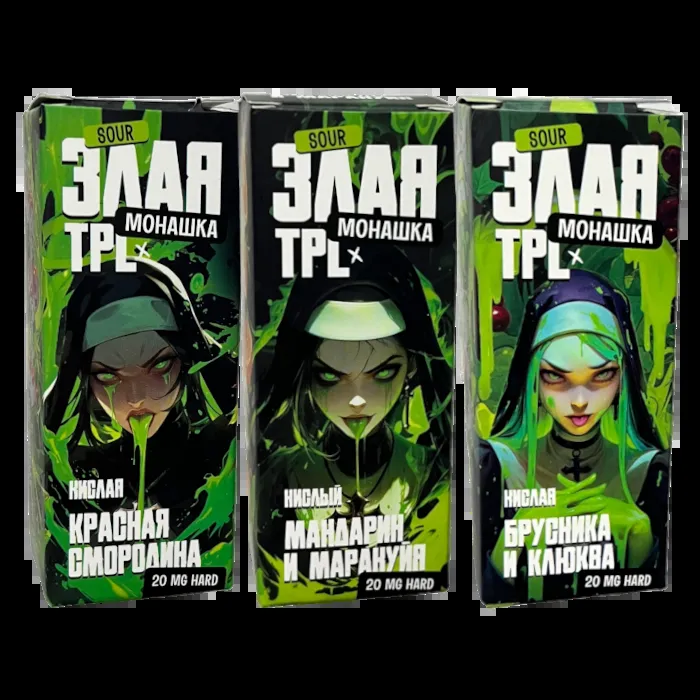 SOUR
ЗЛАЯ
МОНАШКА
TPL x
КИСЛАЯ
КРАСНАЯ
СМОРОДИНА
20 MG HARD
SOUR
ЗЛАЯ
МОНАШКА
TPL x
КИСЛЫЙ
МАНДАРИН
И МАРАКУЙЯ
20 MG HARD
SOUR
ЗЛАЯ
МОНАШКА
TPL x
КИСЛАЯ
БРУСНИКА
И КЛЮКВА
20 MG HARD